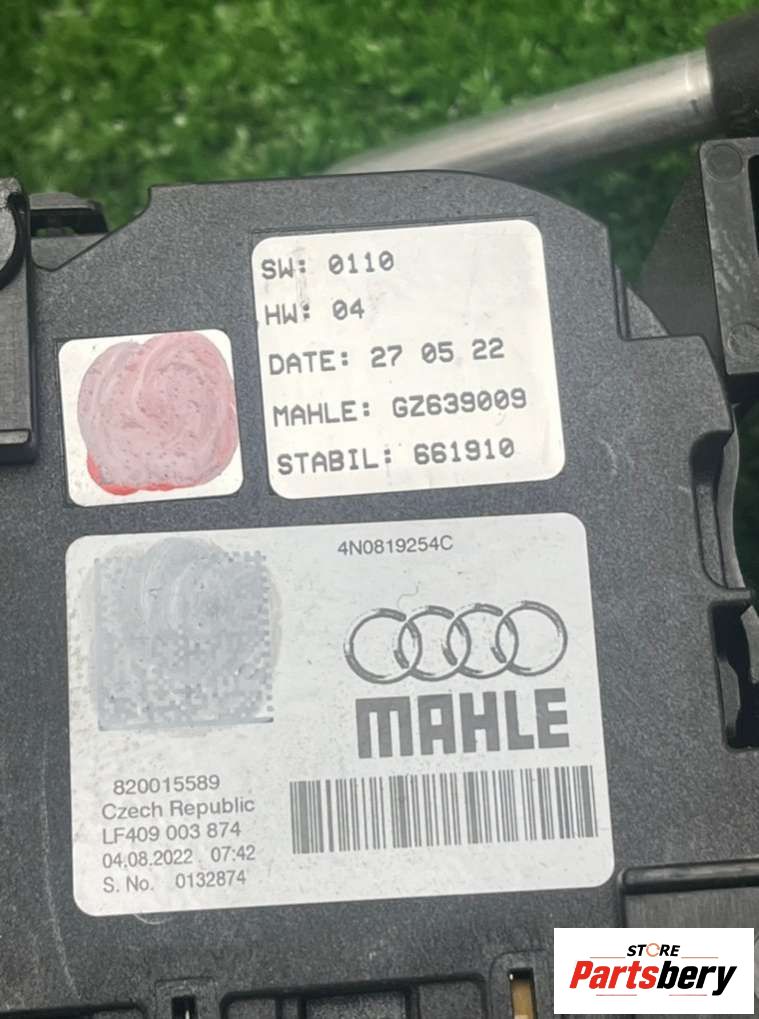 SW: 0110
HW: 04
DATE: 27 05 22
MAHLE: GZ639009
STABIL: 661910
4N0819254C
MAHLE
820015589
Czech Republic
LF409 003 874
04.08.2022 07:42
S. No. 0132874
STORE
Partsbery